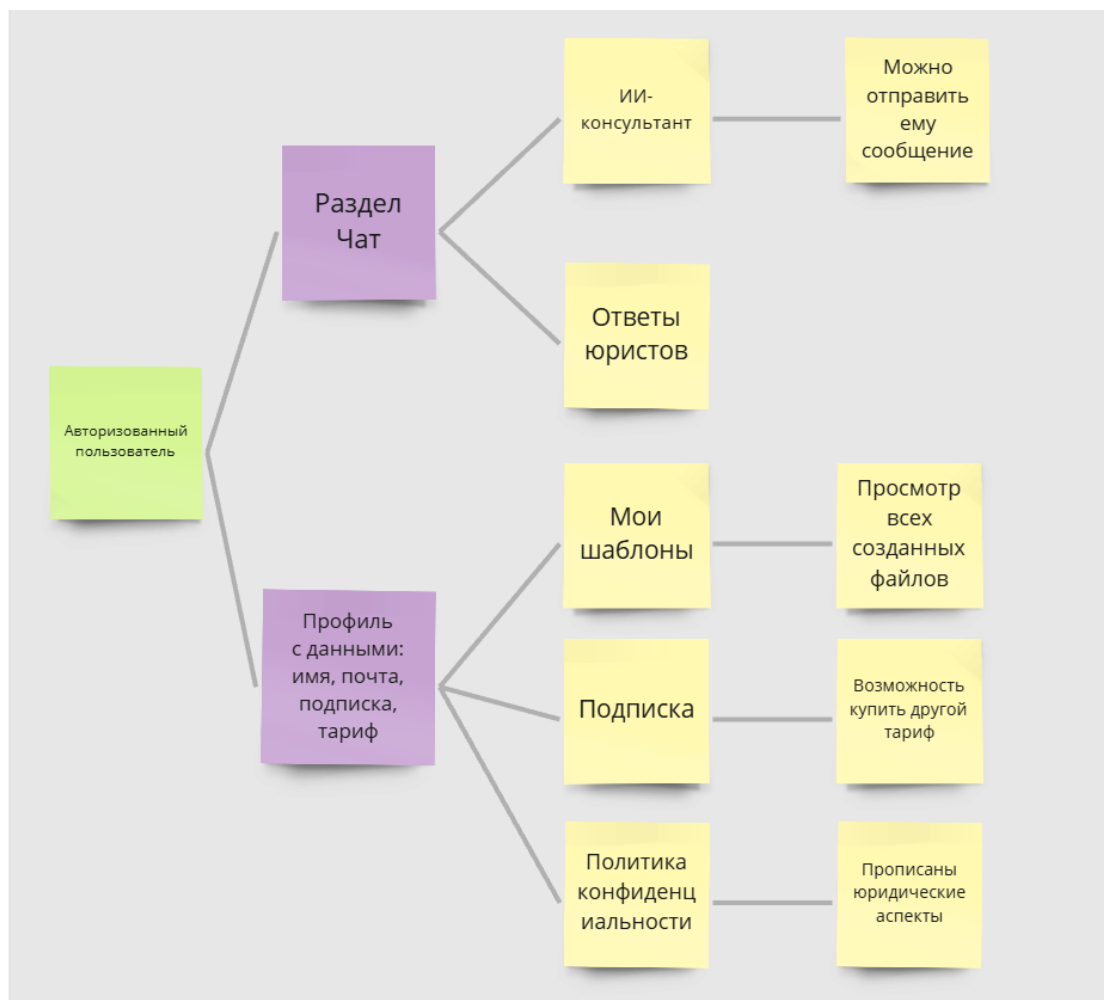 ИИ-
консультант
Можно
отправить
ему
сообщение
Раздел
Чат
Ответы
юристов
Авторизованный
пользователь
Мои
шаблоны
Просмотр
всех
созданных
файлов
Профиль
с данными:
имя, почта,
подписка,
тариф
Подписка
Возможность
купить другой
тариф
Политика
конфиденц
иальности
Прописаны
юридические
аспекты